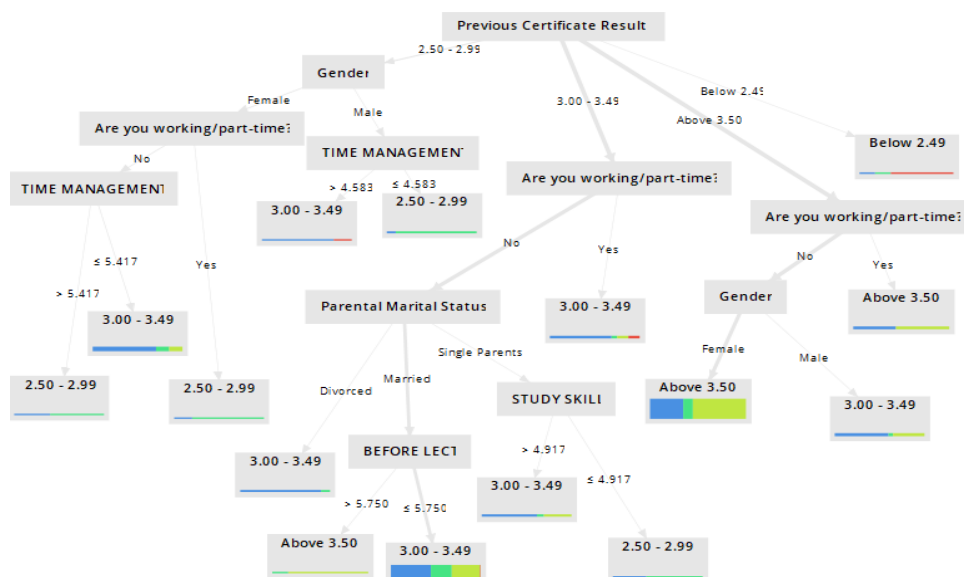 Previous Certificate Result
2.50 - 2.99
Gender
Female
Male
3.00 - 3.49
Below 2.49
Above 3.50
Are you working/part-time?
No
TIME MANAGEMENT
Below 2.49
TIME MANAGEMENT
> 4.583
≤ 4.583
Are you working/part-time?
3.00 - 3.49
2.50 - 2.99
Are you working/part-time?
≤ 5.417
Yes
> 5.417
No
Yes
No
Yes
Gender
Above 3.50
3.00 - 3.49
Parental Marital Status
3.00 - 3.49
2.50 - 2.99
2.50 - 2.99
Single Parents
Divorced
Married
Female
Male
STUDY SKILL
Above 3.50
3.00 - 3.49
BEFORE LECT
> 4.917
3.00 - 3.49
≤ 4.917
3.00 - 3.49
> 5.750
≤ 5.750
Above 3.50
3.00 - 3.49
2.50 - 2.99